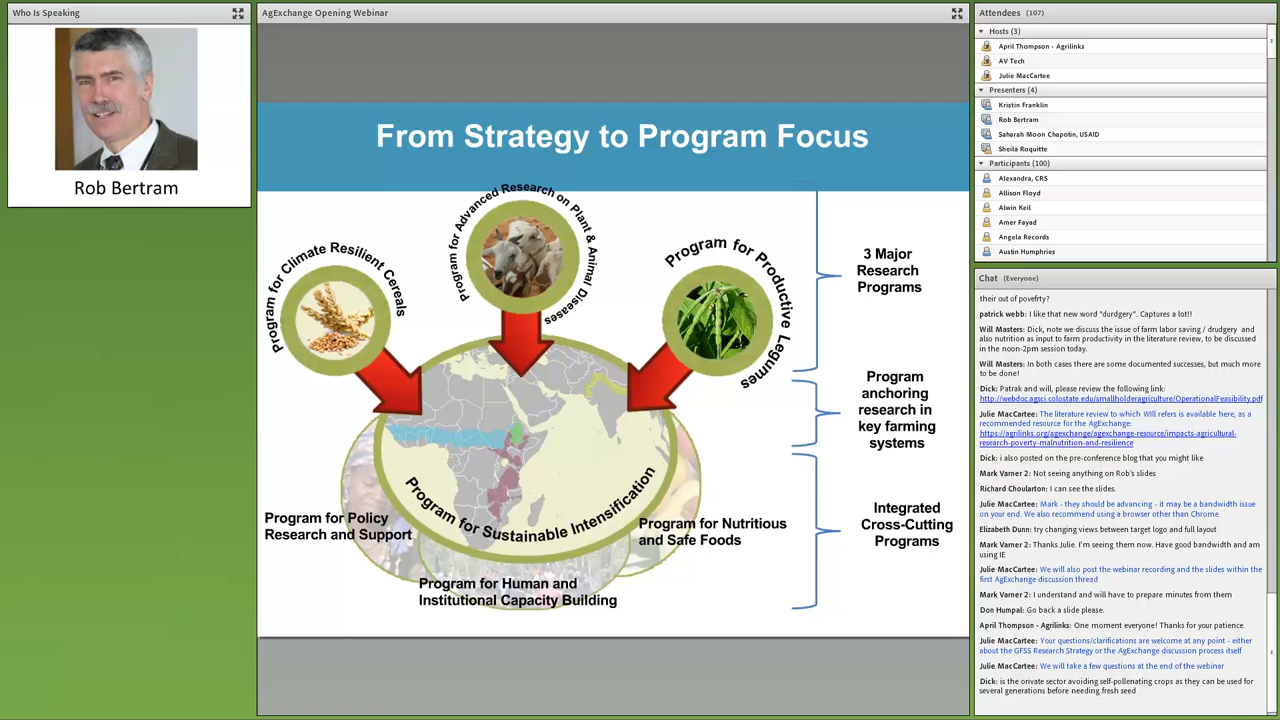 Who Is Speaking
Rob Bertram
AgExchange Opening Webinar
From Strategy to Program Focus
Program for Climate Resilient Cereals
Program for Advanced Research on Plant & Animal Diseases
Program for Productive Legumes
Program for Sustainable Intensification
Program for Policy
Research and Support
Program for Nutritious
and Safe Foods
Program for Human and
Institutional Capacity Building
3 Major
Research
Programs
Program
anchoring
research in
key farming
systems
Integrated
Cross-Cutting
Programs
Attendees (107)
Hosts (3)
April Thompson - Agrilinks
AV Tech
Julie MacCartee
Presenters (4)
Kristin Franklin
Rob Bertram
Saharah Moon Chapotin, USAID
Sheila Roquitte
Participants (100)
Alexandra, CRS
Allison Floyd
Alwin Keil
Amer Fayad
Angela Records
Austin Humphries
Chat (Everyone)
their out of povefrty?
patrick webb: I like that new word "durdgery". Captures a lot!!
Will Masters: Dick, note we discuss the issue of farm labor saving / drudgery and
also nutrition as input to farm productivity in the literature review, to be discussed
in the noon-2pm session today.
Will Masters: In both cases there are some documented successes, but much more
to be done!
Dick: Patrak and will, please review the following link:
http://webdoc.agsci.colostate.edu/smallholderagriculture/OperationalFeasibility.pdf
Julie MacCartee: The literature review to which Will refers is available here, as a
recommended resource for the AgExchange:
https://agrilinks.org/agexchange/agexchange-resource/impacts-agricultural-
research-poverty-malnutrition-and-resilience
Dick: i also posted on the pre-conference blog that you might like
Mark Varner 2: Not seeing anything on Rob's slides
Richard Choularton: I can see the slides.
Julie MacCartee: Mark - they should be advancing - it may be a bandwidth issue
on your end. We also recommend using a browser other than Chrome
Elizabeth Dunn: try changing views between target logo and full layout
Mark Varner 2: Thanks Julie. I'm seeing them now. Have good bandwidth and am
using IE
Julie MacCartee: We will also post the webinar recording and the slides within the
first AgExchange discussion thread
Mark Varner 2: I understand and will have to prepare minutes from them
Don Humpal: Go back a slide please.
April Thompson - Agrilinks: One moment everyone! Thanks for your patience.
Julie MacCartee: Your questions/clarifications are welcome at any point - either
about the GFSS Research Strategy or the AgExchange discussion process itself
Julie MacCartee: We will take a few questions at the end of the webinar
Dick: is the orivate sector avoiding self-pollenating crops as they can be used for
several generations before needing fresh seed